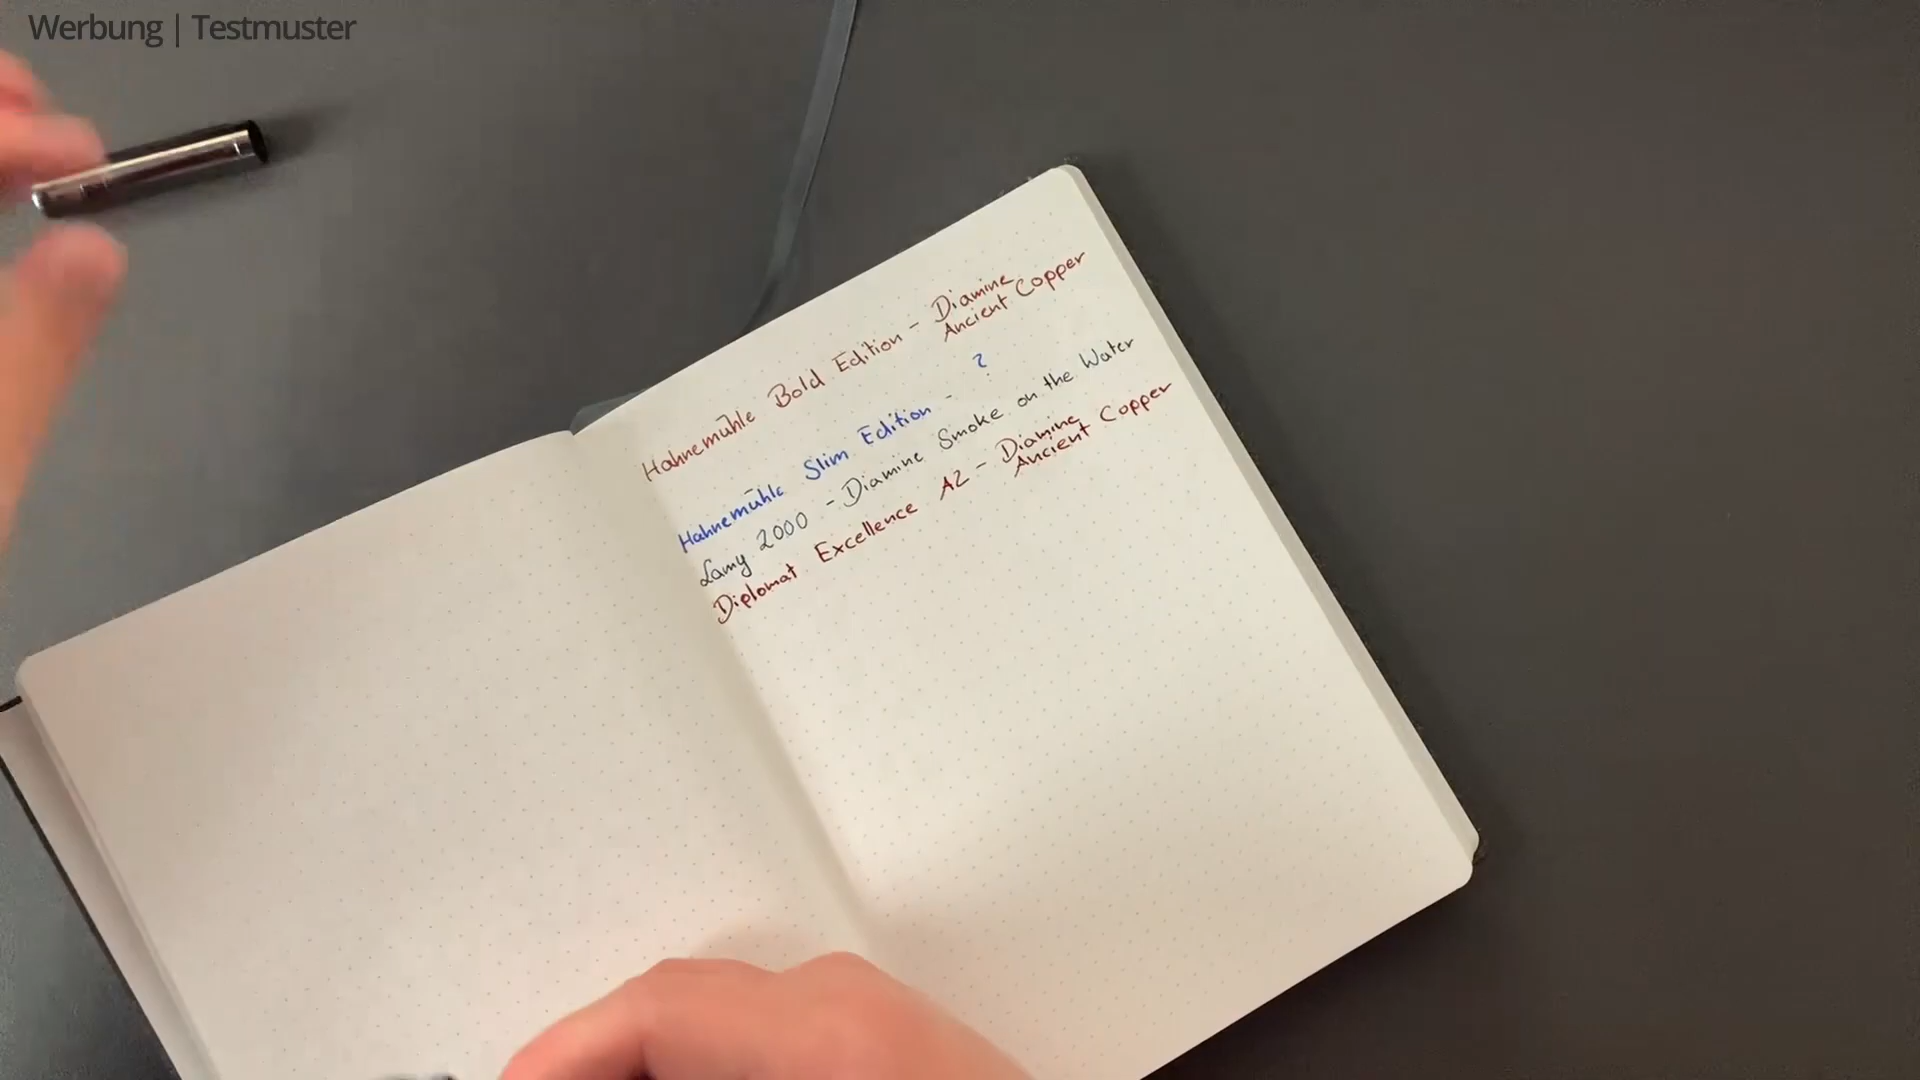 Werbung | Testmuster
Hahnemühle Bold Edition - Diamine
Ancient Copper
Hahnemühle Slim Edition - ?
Lamy 2000 - Diamine Smoke on the Water
Diplomat Excellence A2 - Diamine
Ancient Copper